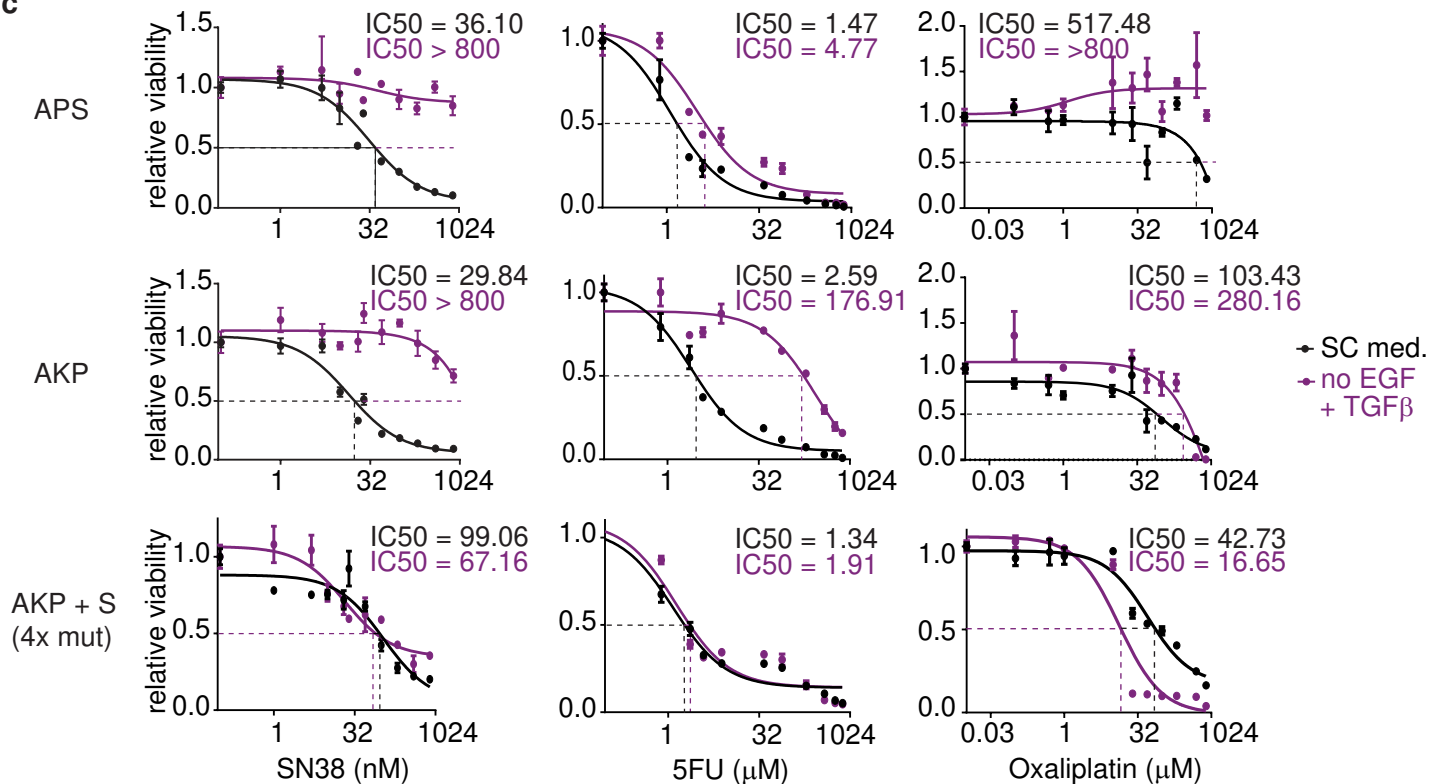 c
APS
relative viability
1.5
1.0
0.5
0.0
1 32 1024
IC50 = 36.10
IC50 > 800
1.0
0.5
0.0
1 32 1024
IC50 = 1.47
IC50 = 4.77
2.0
1.5
1.0
0.5
0.0
0.03 1 32 1024
IC50 = 517.48
IC50 = >800
AKP
relative viability
1.5
1.0
0.5
0.0
1 32 1024
IC50 = 29.84
IC50 > 800
1.0
0.5
0.0
1 32 1024
IC50 = 2.59
IC50 = 176.91
2.0
1.5
1.0
0.5
0.0
0.03 1 32 1024
IC50 = 103.43
IC50 = 280.16
SC med.
no EGF
+ TGFβ
AKP + S
(4x mut)
relative viability
1.0
0.5
0.0
1 32 1024
IC50 = 99.06
IC50 = 67.16
SN38 (nM)
1.0
0.5
0.0
1 32 1024
IC50 = 1.34
IC50 = 1.91
5FU (μM)
1.0
0.5
0.0
0.03 1 32 1024
IC50 = 42.73
IC50 = 16.65
Oxaliplatin (μM)